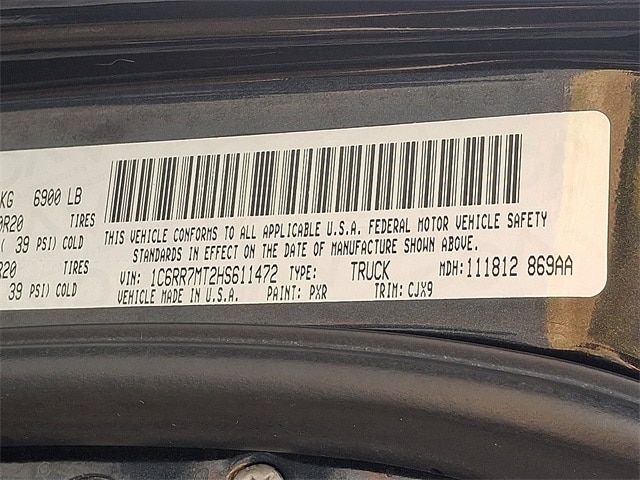 KG 6900 LB
0R20 TIRES
( 39 PSI) COLD
R20 TIRES
39 PSI) COLD
THIS VEHICLE CONFORMS TO ALL APPLICABLE U.S.A. FEDERAL MOTOR VEHICLE SAFETY
STANDARDS IN EFFECT ON THE DATE OF MANUFACTURE SHOWN ABOVE.
VIN: 1C6RR7MT2HS611472 TYPE: TRUCK MDH: 111812 869AA
VEHICLE MADE IN U.S.A. PAINT: PXR TRIM: CJX9